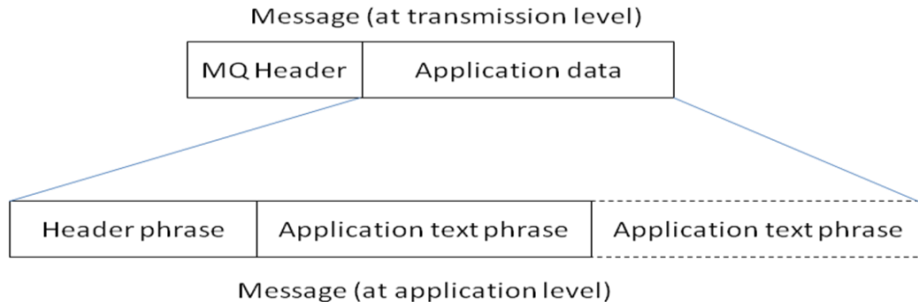 Message (at transmission level)
MQ Header
Application data
Header phrase
Application text phrase
Application text phrase
Message (at application level)